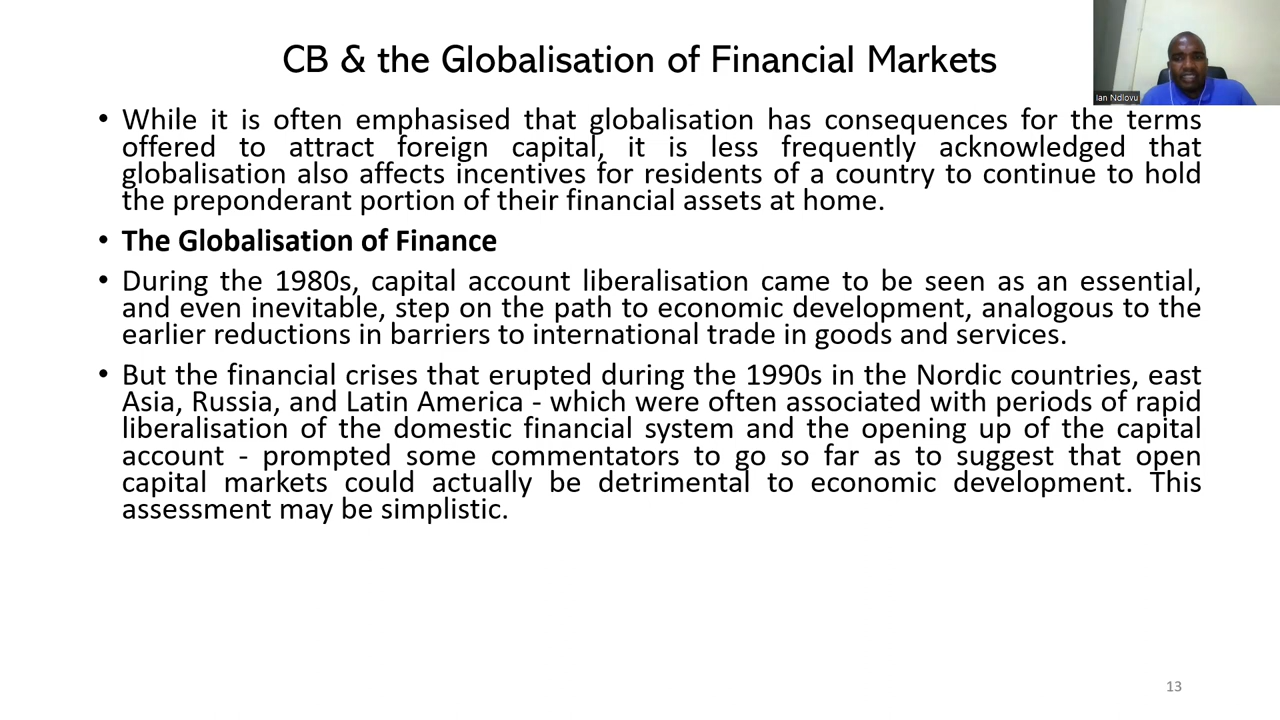 CB & the Globalisation of Financial Markets
Ian Ndlovu
• While it is often emphasised that globalisation has consequences for the terms
offered to attract foreign capital, it is less frequently acknowledged that
globalisation also affects incentives for residents of a country to continue to hold
the preponderant portion of their financial assets at home.
• The Globalisation of Finance
• During the 1980s, capital account liberalisation came to be seen as an essential,
and even inevitable, step on the path to economic development, analogous to the
earlier reductions in barriers to international trade in goods and services.
• But the financial crises that erupted during the 1990s in the Nordic countries, east
Asia, Russia, and Latin America - which were often associated with periods of rapid
liberalisation of the domestic financial system and the opening up of the capital
account - prompted some commentators to go so far as to suggest that open
capital markets could actually be detrimental to economic development. This
assessment may be simplistic.
13